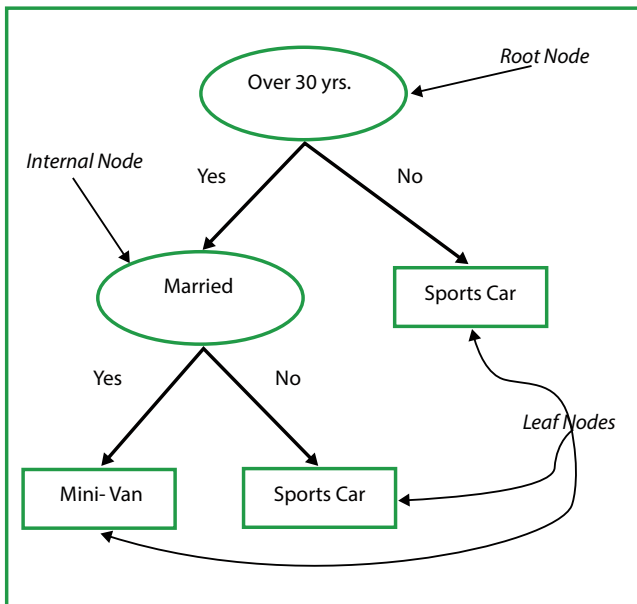 Root Node
Over 30 yrs.
Internal Node
Yes
No
Married
Sports Car
Yes
No
Leaf Nodes
Mini- Van
Sports Car